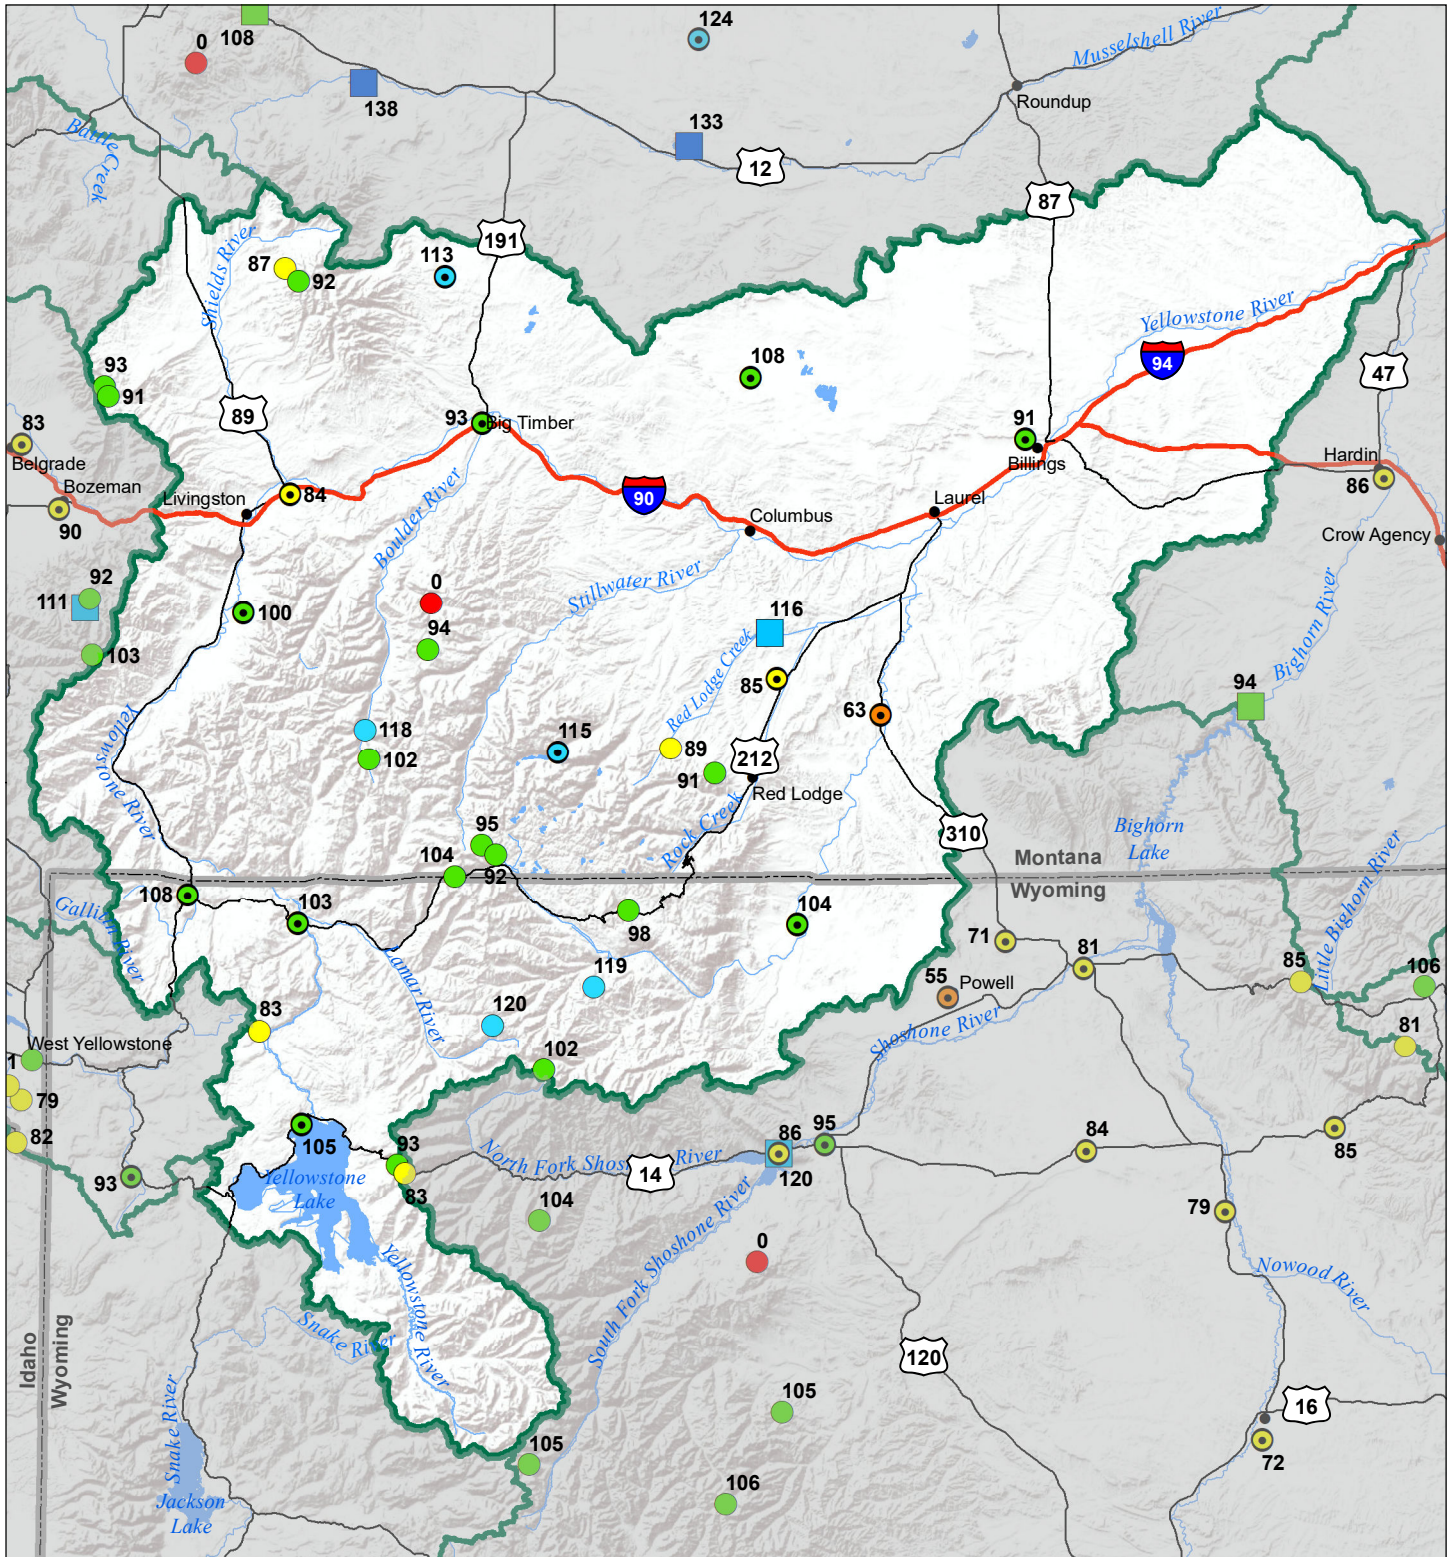 124
0
108
138
Musselshell River
Roundup
133
12
Battle Creek
87
191
Shields River
87
92
113
Yellowstone River
94
108
47
93
91
89
93
Big Timber
91
Billings
83
Belgrade
Hardin
86
Bozeman
90
Livingston
84
90
Laurel
Columbus
Crow Agency
Boulder River
Stillwater River
92
111
0
94
100
116
103
Red Lodge Creek
85
63
Bighorn River
94
Yellowstone River
118
102
115
89
91
212
Red Lodge
Rock Creek
310
Bighorn
Lake
95
92
104
Montana
Wyoming
Little Bighorn River
108
103
98
104
Gallatin River
71
81
85
106
Lamar River
119
120
55
Powell
Shoshone River
83
81
West Yellowstone
1
79
82
102
105
93
83
86
120
95
84
85
North Fork Shoshone River
14
93
Yellowstone
Lake
104
79
0
South Fork Shoshone River
Nowood River
Yellowstone River
Snake River
Idaho
Wyoming
120
Snake River
105
16
72
105
106
Jackson
Lake